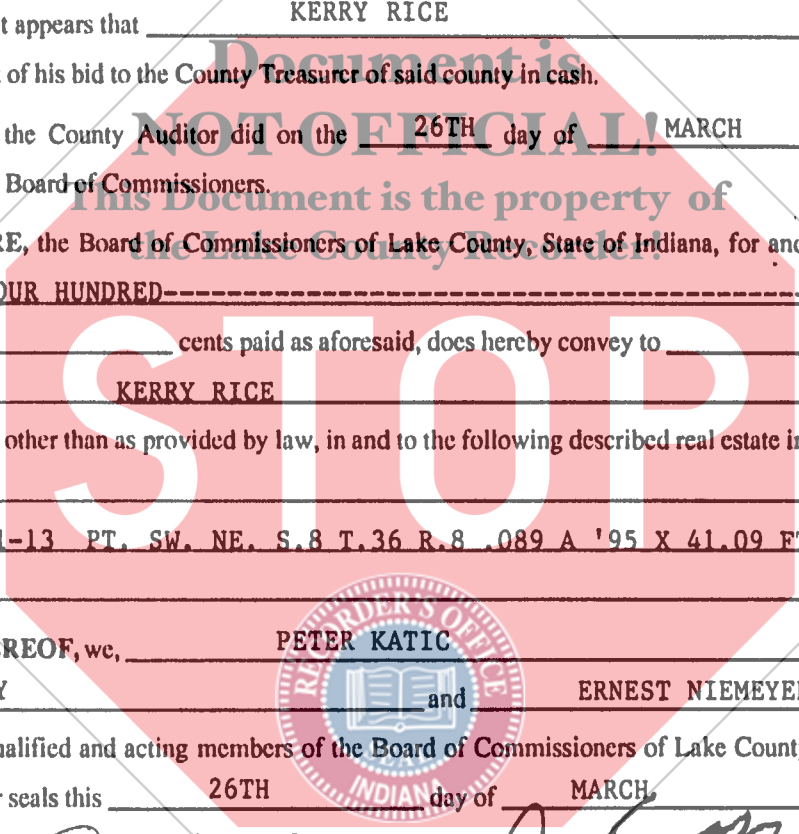 t appears that KERRY RICE
of his bid to the County Treasurer of said county in cash.
the County Auditor did on the 26TH day of MARCH
Board of Commissioners.
RE, the Board of Commissioners of Lake County, State of Indiana, for and
OUR HUNDRED
cents paid as aforesaid, does hereby convey to
KERRY RICE
other than as provided by law, in and to the following described real estate in
1-13 PT. SW. NE. S.8 T.36 R.8 .089 A '95 X 41.09 FT
EREOF, we, PETER KATIC
Y and ERNEST NIEMEYER
ualified and acting members of the Board of Commissioners of Lake County
r seals this 26TH day of MARCH,
Document is
NOT OFFICIAL!
This Document is the property of
the Lake County Recorder!
STOP
RECORDER'S OFFICE
SEAL
INDIANA